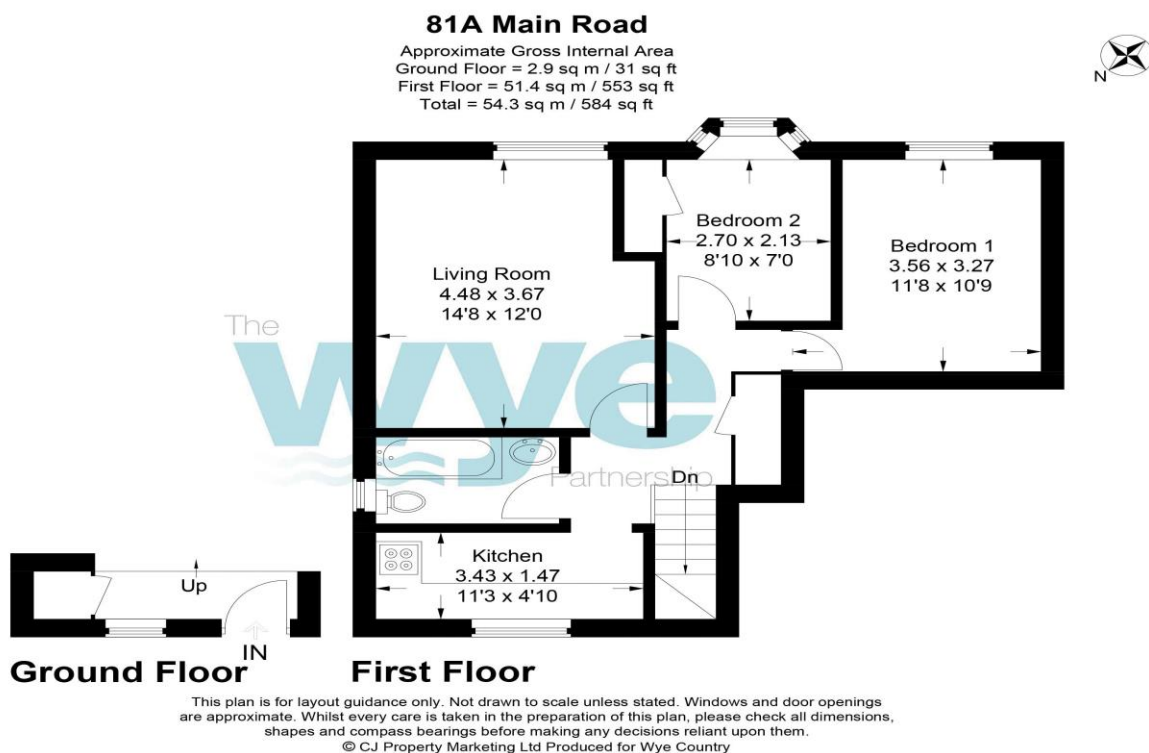 81A Main Road
Approximate Gross Internal Area
Ground Floor = 2.9 sq m / 31 sq ft
First Floor = 51.4 sq m / 553 sq ft
Total = 54.3 sq m / 584 sq ft
N
Bedroom 2
2.70 x 2.13
8'10 x 7'0
Bedroom 1
3.56 x 3.27
11'8 x 10'9
Living Room
4.48 x 3.67
14'8 x 12'0
The
wye
Partnership
Dn
Kitchen
3.43 x 1.47
11'3 x 4'10
Up
IN
Ground Floor
First Floor
This plan is for layout guidance only. Not drawn to scale unless stated. Windows and door openings
are approximate. Whilst every care is taken in the preparation of this plan, please check all dimensions,
shapes and compass bearings before making any decisions reliant upon them.
© CJ Property Marketing Ltd Produced for Wye Country